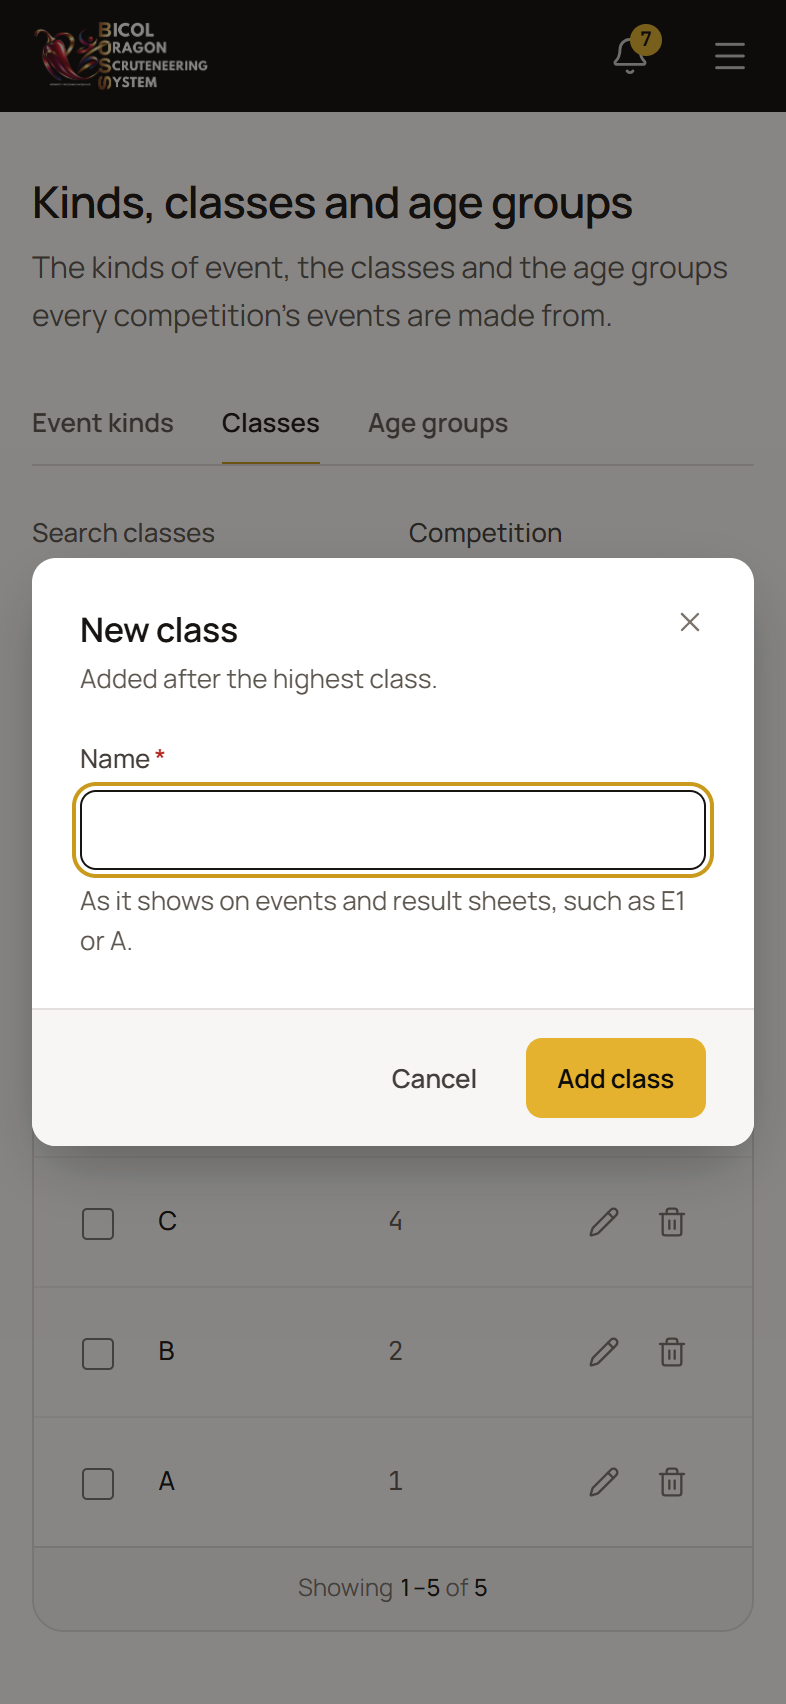 BICOL
DRAGON
SCRUTENEERING
SYSTEM
7
Kinds, classes and age groups
The kinds of event, the classes and the age groups
every competition’s events are made from.
Event kinds
Classes
Age groups
Search classes
Competition
New class
Added after the highest class.
Name *
As it shows on events and result sheets, such as E1
or A.
Cancel
Add class
C 4
B 2
A 1
Showing 1–5 of 5